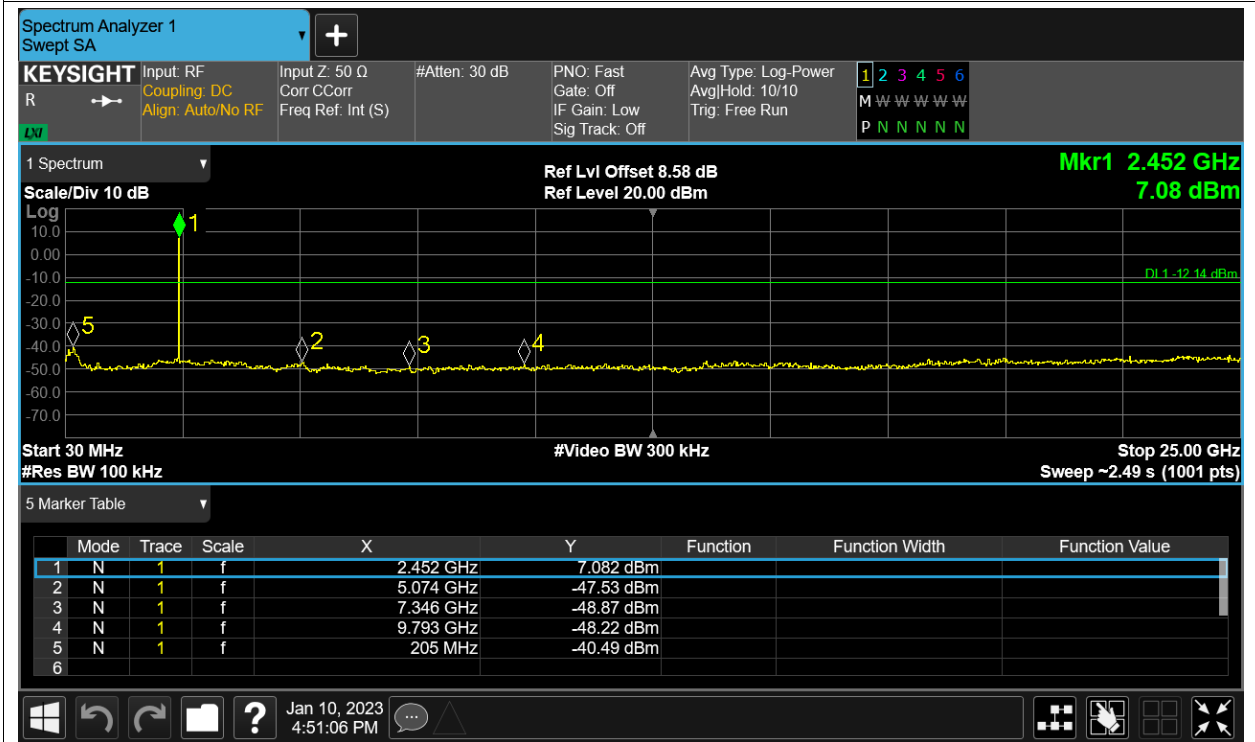 Spectrum Analyzer 1
Swept SA
+
KEYSIGHT
R
LXI
Input: RF
Coupling: DC
Align: Auto/No RF
Input Z: 50 Ω
Corr CCorr
Freq Ref: Int (S)
#Atten: 30 dB
PNO: Fast
Gate: Off
IF Gain: Low
Sig Track: Off
Avg Type: Log-Power
Avg|Hold: 10/10
Trig: Free Run
1 2 3 4 5 6
M W W W W W
P N N N N N
1 Spectrum
Scale/Div 10 dB
Ref Lvl Offset 8.58 dB
Ref Level 20.00 dBm
Mkr1 2.452 GHz
7.08 dBm
Log
10.0
0.00
-10.0
-20.0
-30.0
-40.0
-50.0
-60.0
-70.0
1
5
2
3
4
DL1 -12.14 dBm
Start 30 MHz
#Res BW 100 kHz
#Video BW 300 kHz
Stop 25.00 GHz
Sweep ~2.49 s (1001 pts)
5 Marker Table
Mode Trace Scale X Y Function Function Width Function Value
1 N 1 f 2.452 GHz 7.082 dBm
2 N 1 f 5.074 GHz -47.53 dBm
3 N 1 f 7.346 GHz -48.87 dBm
4 N 1 f 9.793 GHz -48.22 dBm
5 N 1 f 205 MHz -40.49 dBm
6
?
Jan 10, 2023
4:51:06 PM